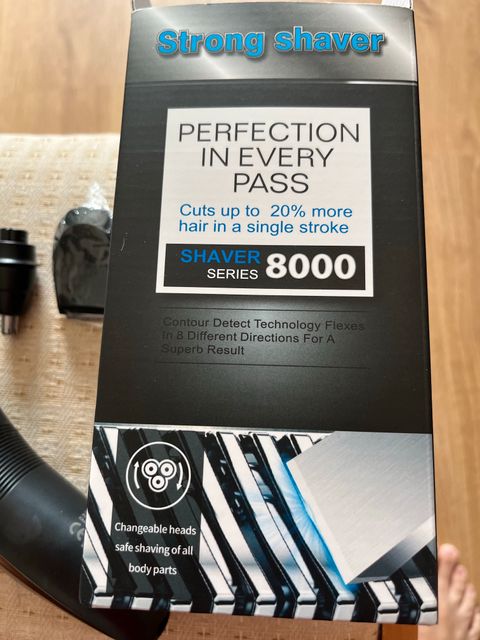 Strong shaver
PERFECTION
IN EVERY
PASS
Cuts up to 20% more
hair in a single stroke
SHAVER
SERIES 8000
Contour Detect Technology Flexes
In 8 Different Directions For A
Superb Result
Changeable heads
safe shaving of all
body parts